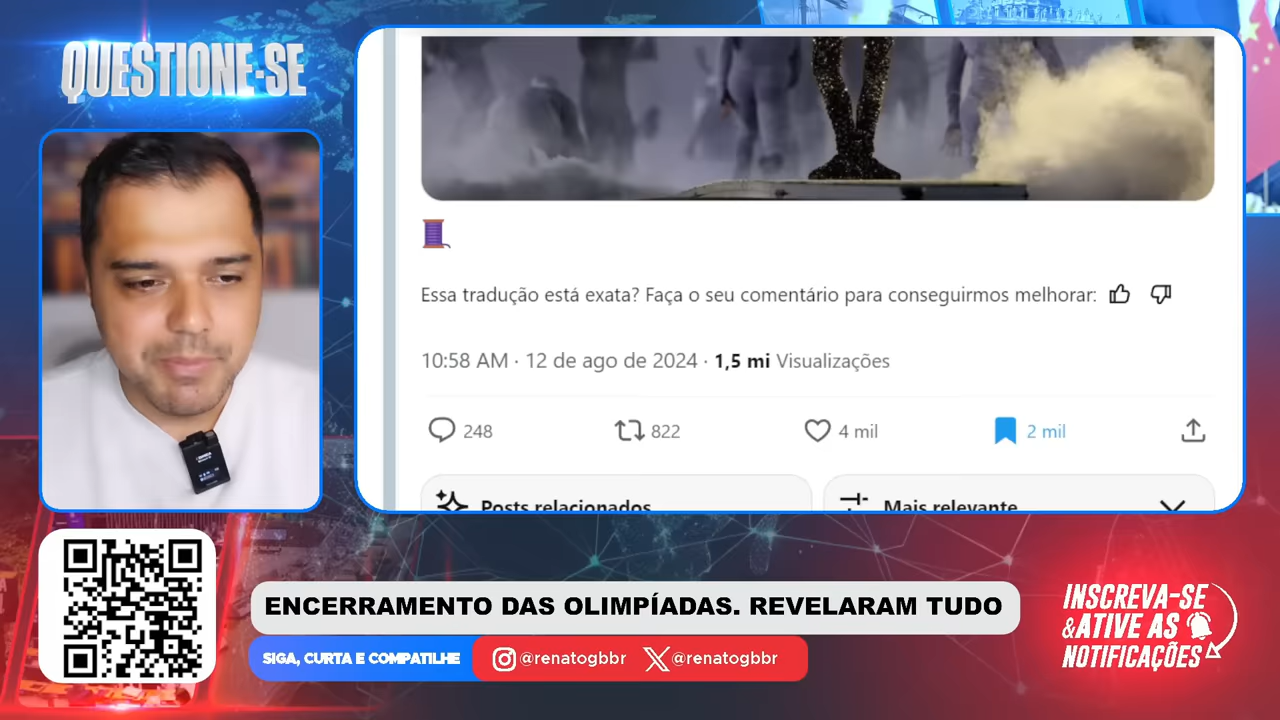 QUESTIONE-SE
Essa tradução está exata? Faça o seu comentário para conseguirmos melhorar:
10:58 AM · 12 de ago de 2024 · 1,5 mi Visualizações
248
822
4 mil
2 mil
Posts relacionados
Mais relevante
ENCERRAMENTO DAS OLIMPÍADAS. REVELARAM TUDO
SIGA, CURTA E COMPATILHE
@renatogbbr
@renatogbbr
INSCREVA-SE
&ATIVE AS
NOTIFICAÇÕES